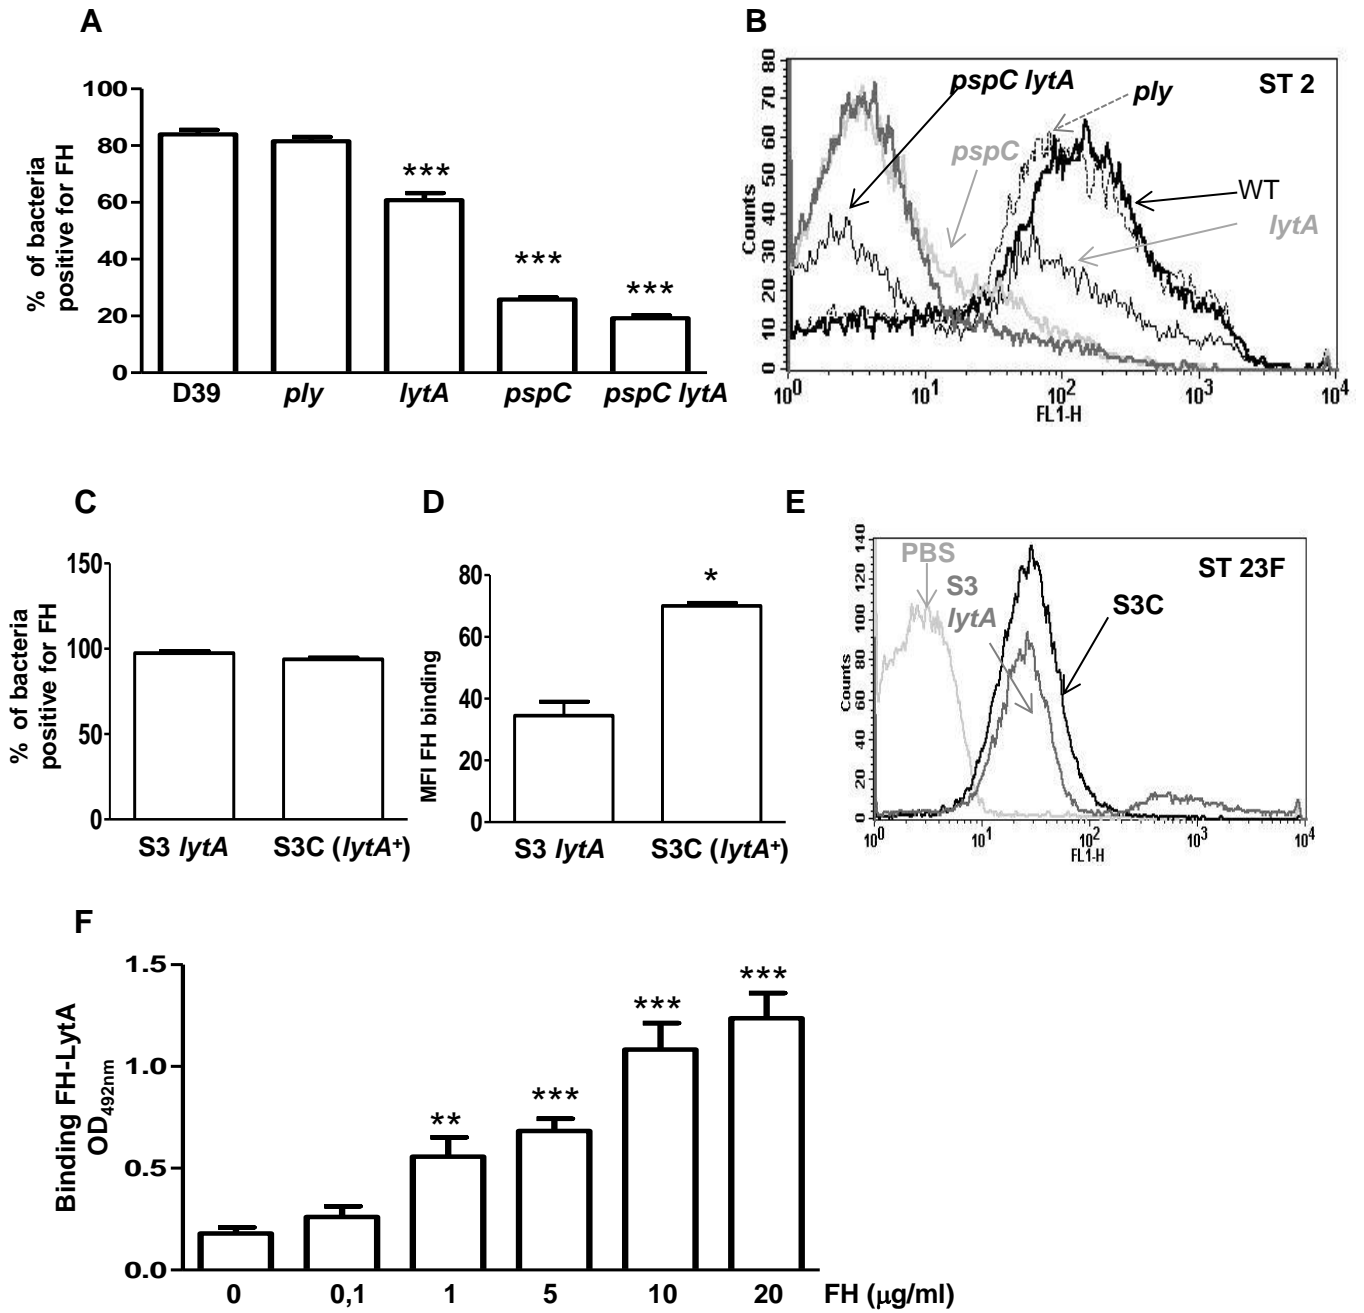 A
% of bacteria
positive for FH
100
80
60
40
20
0
***
***
***
D39
ply
lytA
pspC
pspC lytA
B
ST 2
pspC lytA
ply
pspC
WT
lytA
Counts
80
70
60
50
40
30
20
10
0
10^0
10^1
10^2
10^3
10^4
FL1-H
C
% of bacteria
positive for FH
150
100
50
0
S3 lytA
S3C (lytA⁺)
D
MFI FH binding
80
60
40
20
0
*
S3 lytA
S3C (lytA⁺)
E
ST 23F
PBS
S3
lytA
S3C
Counts
140
120
100
80
60
40
20
0
10^0
10^1
10^2
10^3
10^4
FL1-H
F
Binding FH-LytA
OD492nm
1.5
1.0
0.5
0.0
**
***
***
***
0
0,1
1
5
10
20
FH (µg/ml)